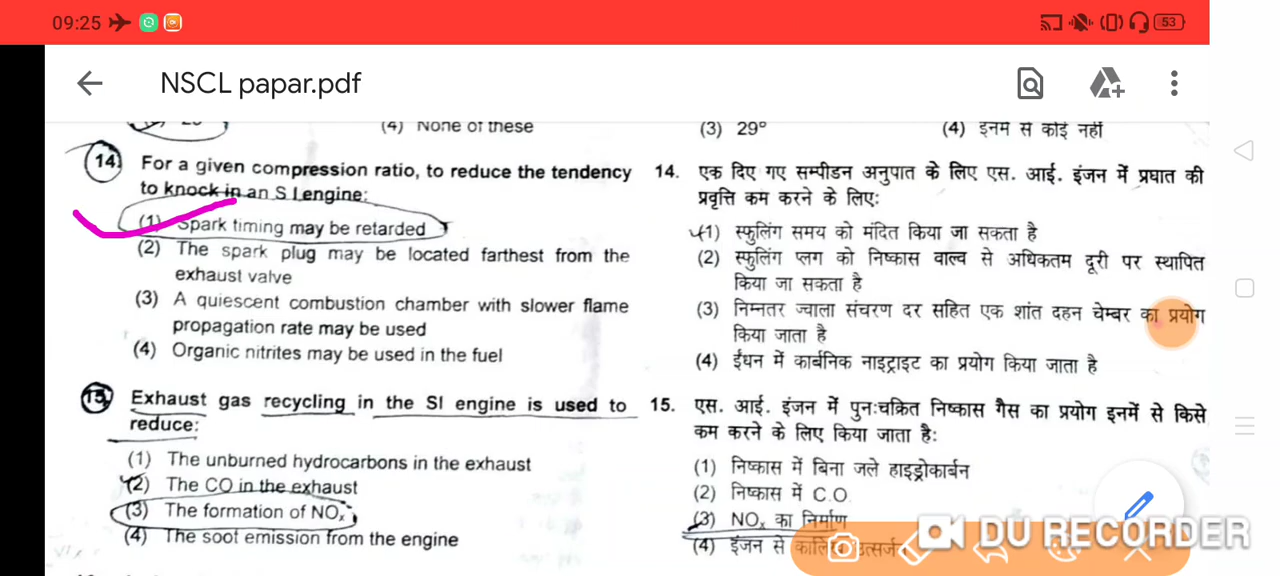 09:25
53
NSCL papar.pdf
(4) None of these
14. For a given compression ratio, to reduce the tendency
to knock in an S I engine:
(1) Spark timing may be retarded
(2) The spark plug may be located farthest from the
exhaust valve
(3) A quiescent combustion chamber with slower flame
propagation rate may be used
(4) Organic nitrites may be used in the fuel
15. Exhaust gas recycling in the SI engine is used to
reduce:
(1) The unburned hydrocarbons in the exhaust
(2) The CO in the exhaust
(3) The formation of NOx
(4) The soot emission from the engine
(3) 29° (4) इनमें से कोई नहीं
14. एक दिए गए सम्पीडन अनुपात के लिए एस. आई. इंजन में प्रघात की
प्रवृत्ति कम करने के लिए:
(1) स्फुलिंग समय को मंदित किया जा सकता है
(2) स्फुलिंग प्लग को निष्कास वाल्व से अधिकतम दूरी पर स्थापित
किया जा सकता है
(3) निम्नतर ज्वाला संचरण दर सहित एक शांत दहन चेम्बर का प्रयोग
किया जाता है
(4) ईंधन में कार्बनिक नाइट्राइट का प्रयोग किया जाता है
15. एस. आई. इंजन में पुनःचक्रित निष्कास गैस का प्रयोग इनमें से किसे
कम करने के लिए किया जाता है:
(1) निष्कास में बिना जले हाइड्रोकार्बन
(2) निष्कास में C.O.
(3) NOx का निर्माण
(4) इंजन से कालिख उत्सर्जन
DU RECORDER